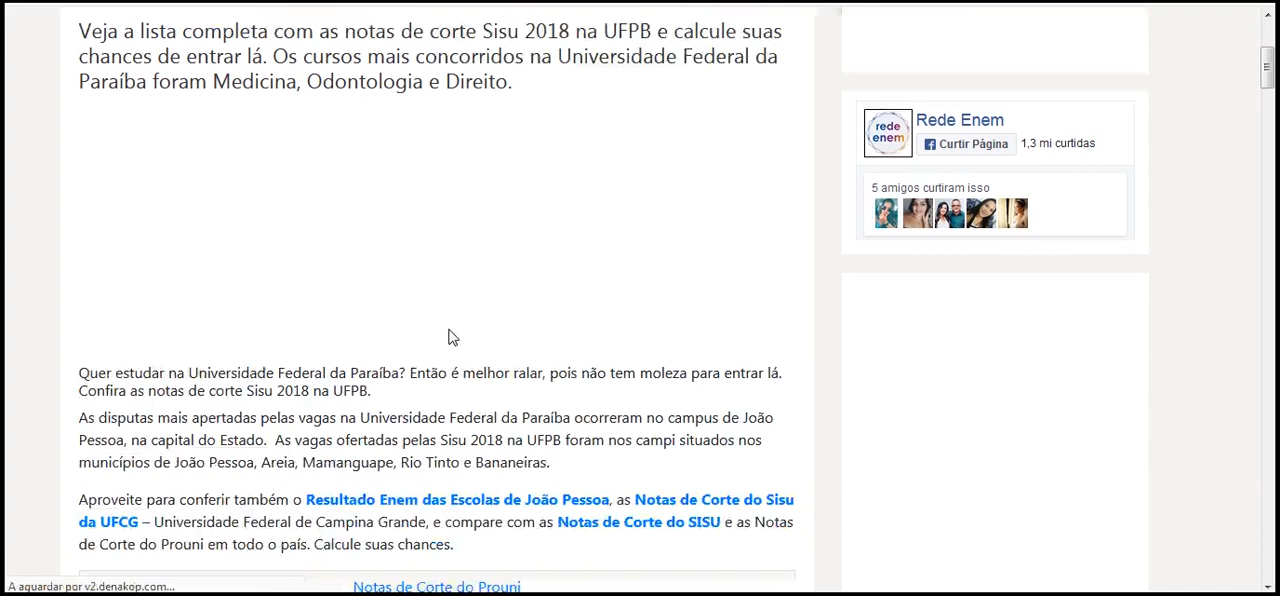 Veja a lista completa com as notas de corte Sisu 2018 na UFPB e calcule suas
chances de entrar lá. Os cursos mais concorridos na Universidade Federal da
Paraíba foram Medicina, Odontologia e Direito.
Quer estudar na Universidade Federal da Paraíba? Então é melhor ralar, pois não tem moleza para entrar lá.
Confira as notas de corte Sisu 2018 na UFPB.
As disputas mais apertadas pelas vagas na Universidade Federal da Paraíba ocorreram no campus de João
Pessoa, na capital do Estado.  As vagas ofertadas pelas Sisu 2018 na UFPB foram nos campi situados nos
municípios de João Pessoa, Areia, Mamanguape, Rio Tinto e Bananeiras.
Aproveite para conferir também o Resultado Enem das Escolas de João Pessoa, as Notas de Corte do Sisu
da UFCG – Universidade Federal de Campina Grande, e compare com as Notas de Corte do SISU e as Notas
de Corte do Prouni em todo o país. Calcule suas chances.
Notas de Corte do Prouni
A aguardar por v2.denakop.com...
rede
enem
Rede Enem
Curtir Página
1,3 mi curtidas
5 amigos curtiram isso